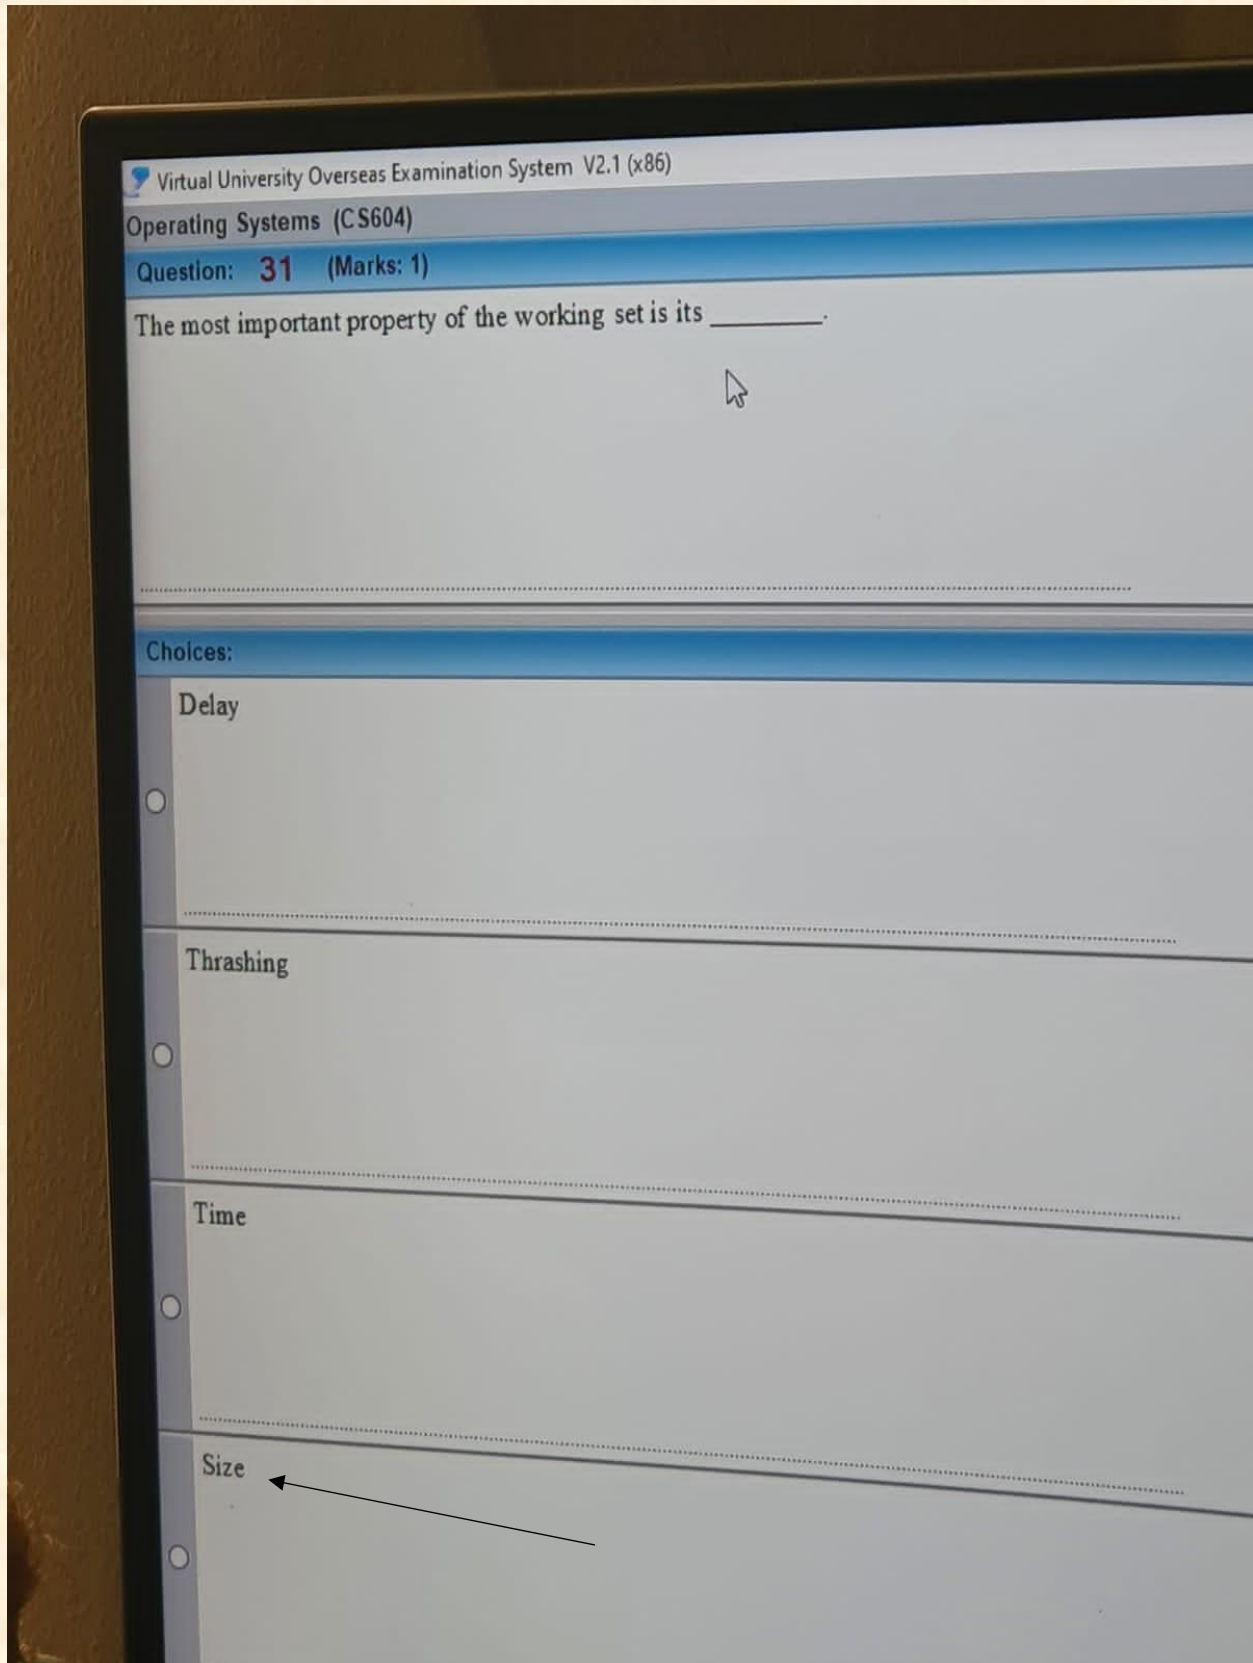 Virtual University Overseas Examination System V2.1 (x86)
Operating Systems (CS604)
Question: 31 (Marks: 1)
The most important property of the working set is its ________.
Choices:
Delay
Thrashing
Time
Size